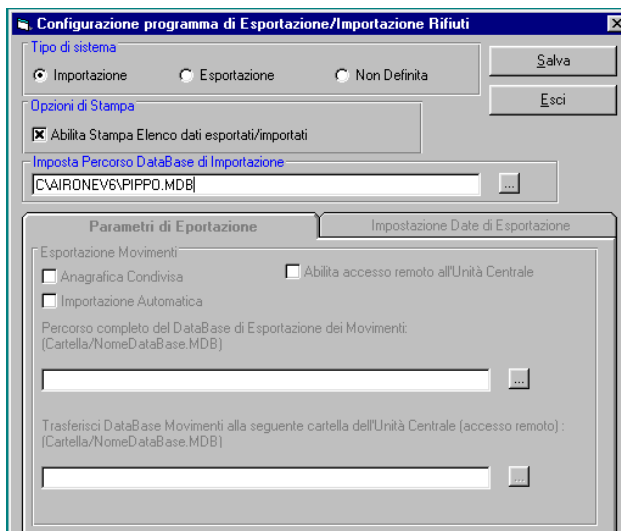 Configurazione programma di Esportazione/Importazione Rifiuti
Tipo di sistema
Importazione
Esportazione
Non Definita
Salva
Esci
Opzioni di Stampa
Abilita Stampa Elenco dati esportati/importati
Imposta Percorso DataBase di Importazione
C\AIRONEV6\PIPPO.MDB
...
Parametri di Eportazione
Impostazione Date di Esportazione
Esportazione Movimenti
Anagrafica Condivisa
Abilita accesso remoto all'Unità Centrale
Importazione Automatica
Percorso completo del DataBase di Esportazione dei Movimenti:
(Cartella/NomeDataBase.MDB)
...
Trasferisci DataBase Movimenti alla seguente cartella dell'Unità Centrale (accesso remoto) :
(Cartella/NomeDataBase.MDB)
...